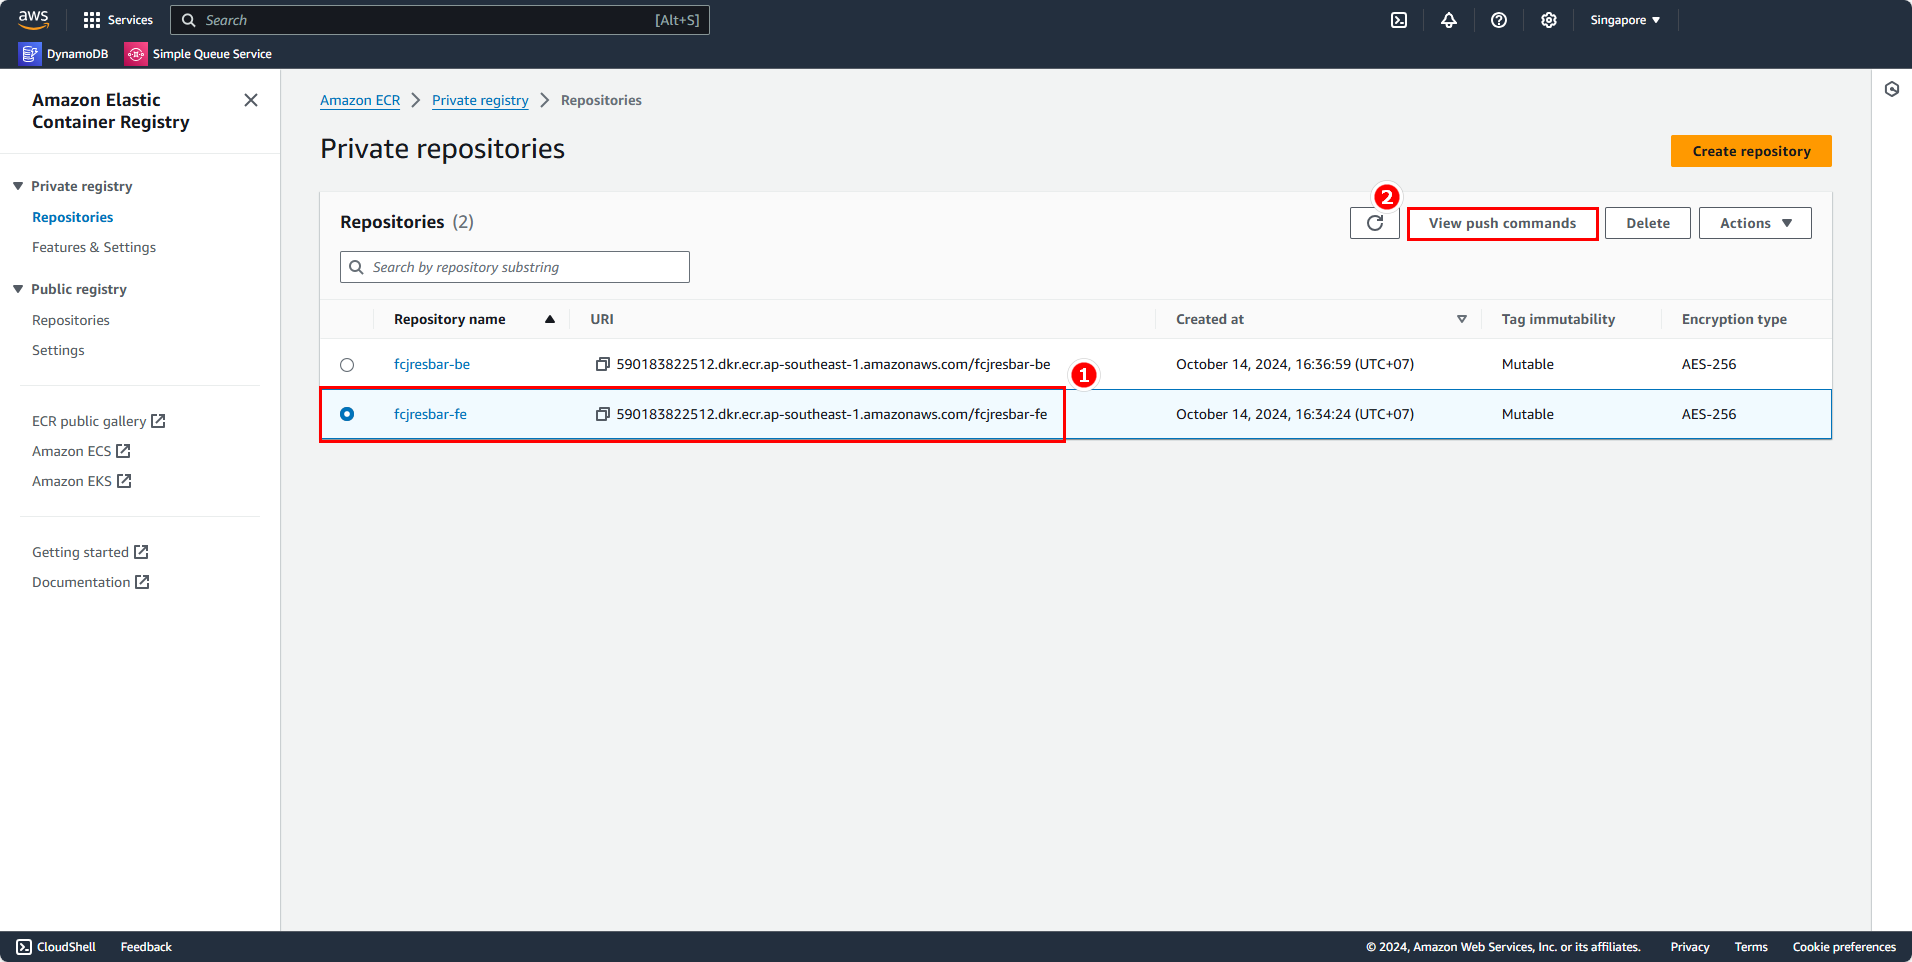 aws Services Search [Alt+S] Singapore ▼
DynamoDB Simple Queue Service
Amazon Elastic
Container Registry
Private registry
Repositories
Features & Settings
Public registry
Repositories
Settings
ECR public gallery
Amazon ECS
Amazon EKS
Getting started
Documentation
Amazon ECR > Private registry > Repositories
Private repositories
Create repository
Repositories (2)
2
View push commands Delete Actions ▼
Search by repository substring
Repository name URI Created at Tag immutability Encryption type
fcjresbar-be 590183822512.dkr.ecr.ap-southeast-1.amazonaws.com/fcjresbar-be October 14, 2024, 16:36:59 (UTC+07) Mutable AES-256
1
fcjresbar-fe 590183822512.dkr.ecr.ap-southeast-1.amazonaws.com/fcjresbar-fe October 14, 2024, 16:34:24 (UTC+07) Mutable AES-256
CloudShell Feedback © 2024, Amazon Web Services, Inc. or its affiliates. Privacy Terms Cookie preferences